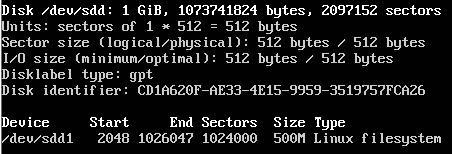 Disk /dev/sdd: 1 GiB, 1073741824 bytes, 2097152 sectors
Units: sectors of 1 * 512 = 512 bytes
Sector size (logical/physical): 512 bytes / 512 bytes
I/O size (minimum/optimal): 512 bytes / 512 bytes
Disklabel type: gpt
Disk identifier: CD1A620F-AE33-4E15-9959-3519757FCA26

Device     Start     End Sectors  Size Type
/dev/sdd1   2048 1026047 1024000  500M Linux filesystem